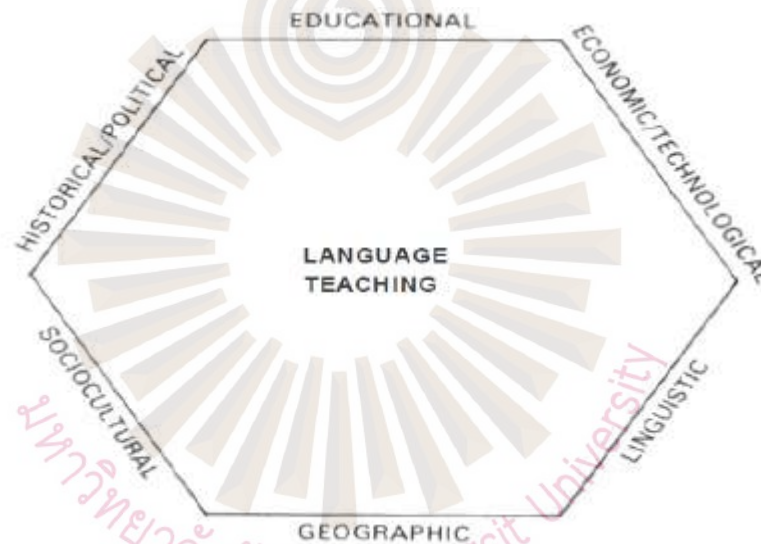 EDUCATIONAL
ECONOMIC/TECHNOLOGICAL
HISTORICAL/POLITICAL
LANGUAGE
TEACHING
SOCIOCULTURAL
LINGUISTIC
GEOGRAPHIC
University